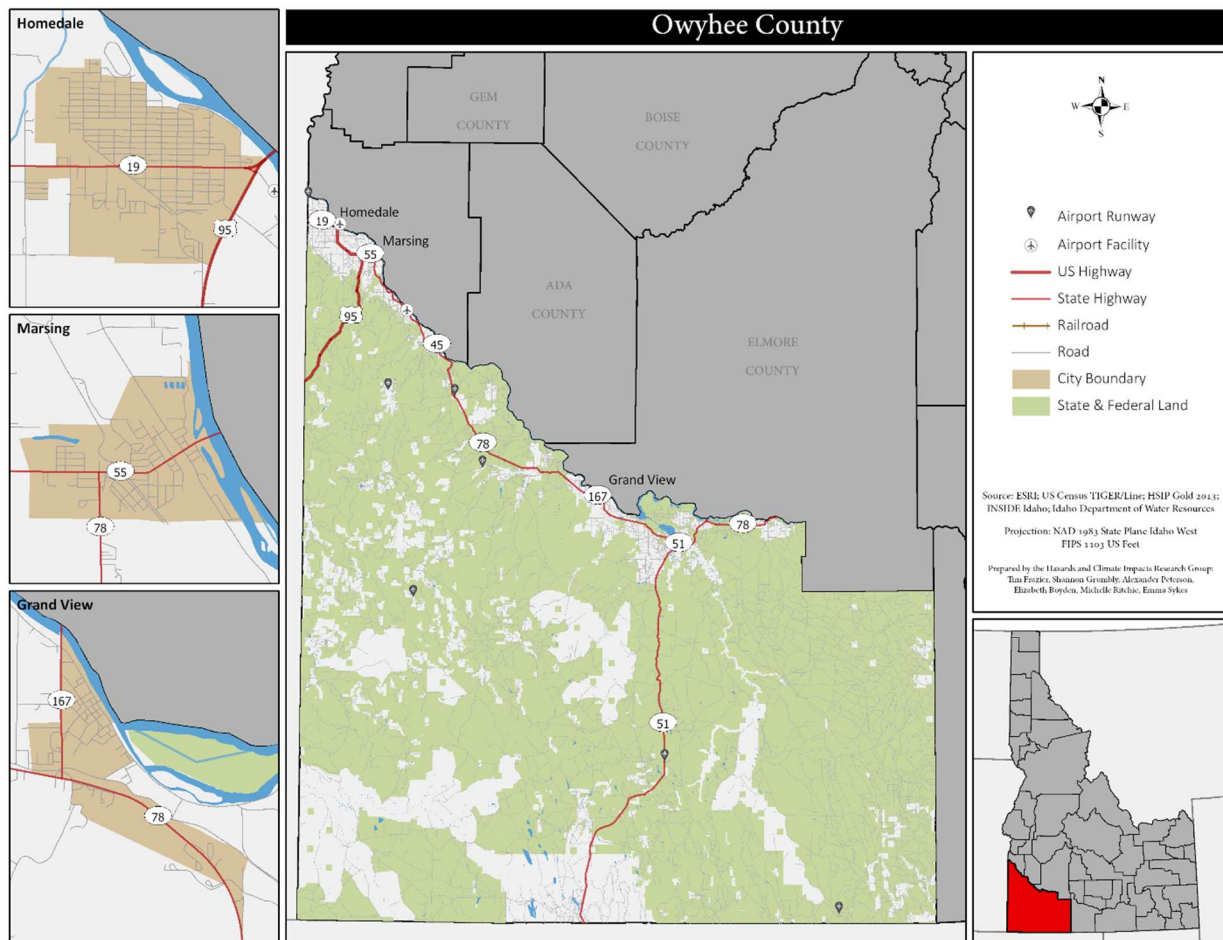 Owyhee County
Homedale
19
95
Marsing
55
78
Grand View
167
78
GEM
COUNTY
BOISE
COUNTY
ADA
COUNTY
ELMORE
COUNTY
19
Homedale
Marsing
55
95
45
78
Grand View
167
78
51
51
N
W
E
S
Airport Runway
Airport Facility
US Highway
State Highway
Railroad
Road
City Boundary
State & Federal Land
Source: ESRI; US Census TIGER/Line; HSIP Gold 2013;
INSIDE Idaho; Idaho Department of Water Resources
Projection: NAD 1983 State Plane Idaho West
FIPS 1103 US Feet
Prepared by the Hazards and Climate Impacts Research Group:
Tim Frazier, Shannon Grumbly, Alexander Peterson,
Elizabeth Boyden, Michelle Ritchie, Emma Sykes